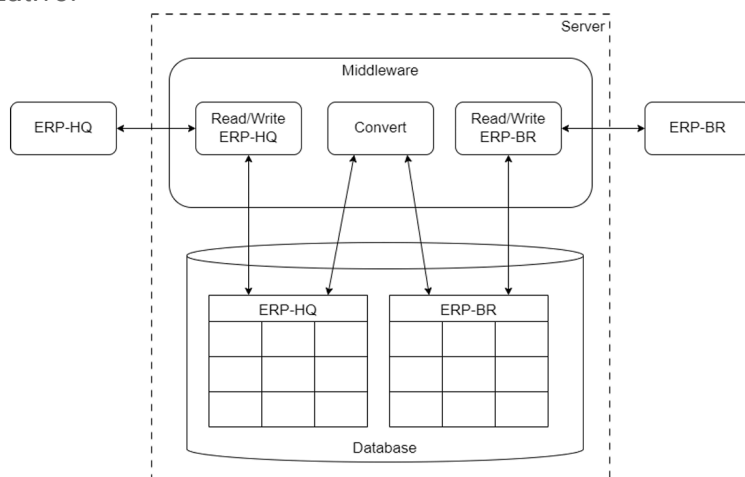 Server
Middleware
ERP-HQ
Read/Write
ERP-HQ
Convert
Read/Write
ERP-BR
ERP-BR
ERP-HQ
ERP-BR
Database